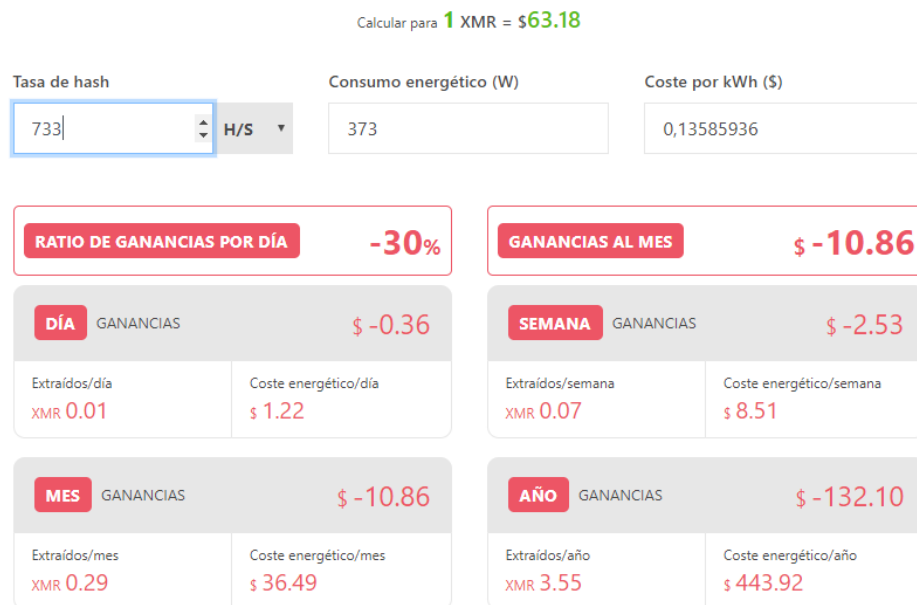 Calcular para 1 XMR = $63.18
Tasa de hash
Consumo energético (W)
Coste por kWh ($)
733
H/S
373
0,13585936
RATIO DE GANANCIAS POR DÍA
-30%
GANANCIAS AL MES
$ -10.86
DÍA GANANCIAS
$ -0.36
Extraídos/día
XMR 0.01
Coste energético/día
$ 1.22
SEMANA GANANCIAS
$ -2.53
Extraídos/semana
XMR 0.07
Coste energético/semana
$ 8.51
MES GANANCIAS
$ -10.86
Extraídos/mes
XMR 0.29
Coste energético/mes
$ 36.49
AÑO GANANCIAS
$ -132.10
Extraídos/año
XMR 3.55
Coste energético/año
$ 443.92